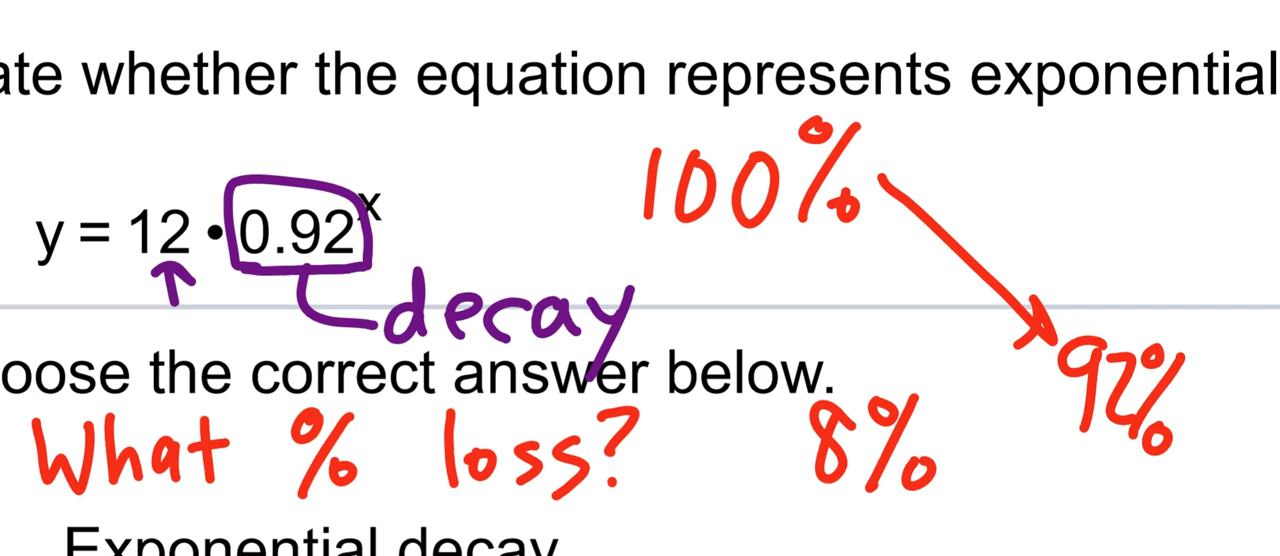 ate whether the equation represents exponential
100%
y = 12 • 0.92^x
decay
92%
oose the correct answer below.
What % loss? 8%
Exponential decay